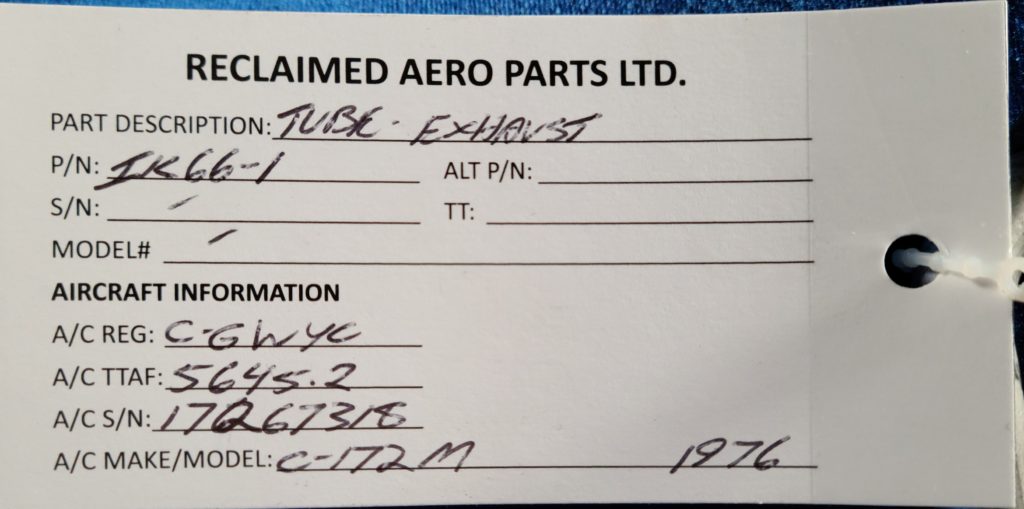 RECLAIMED AERO PARTS LTD.
PART DESCRIPTION: TUBE - EXHAUST
P/N: IK66-1 ALT P/N:
S/N: - TT:
MODEL# -
AIRCRAFT INFORMATION
A/C REG: C-GWYC
A/C TTAF: 5645.2
A/C S/N: 17267318
A/C MAKE/MODEL: C-172M 1976